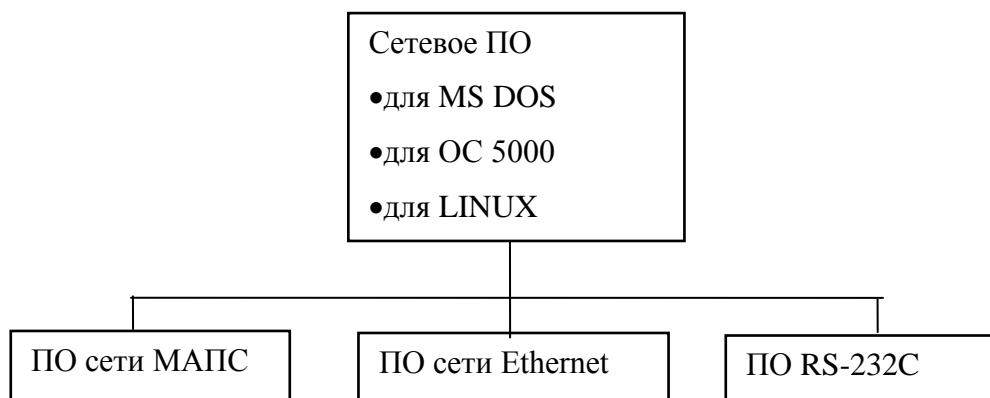 Сетевое ПО
•для MS DOS
•для ОС 5000
•для LINUX
ПО сети МАПС
ПО сети Ethernet
ПО RS-232C